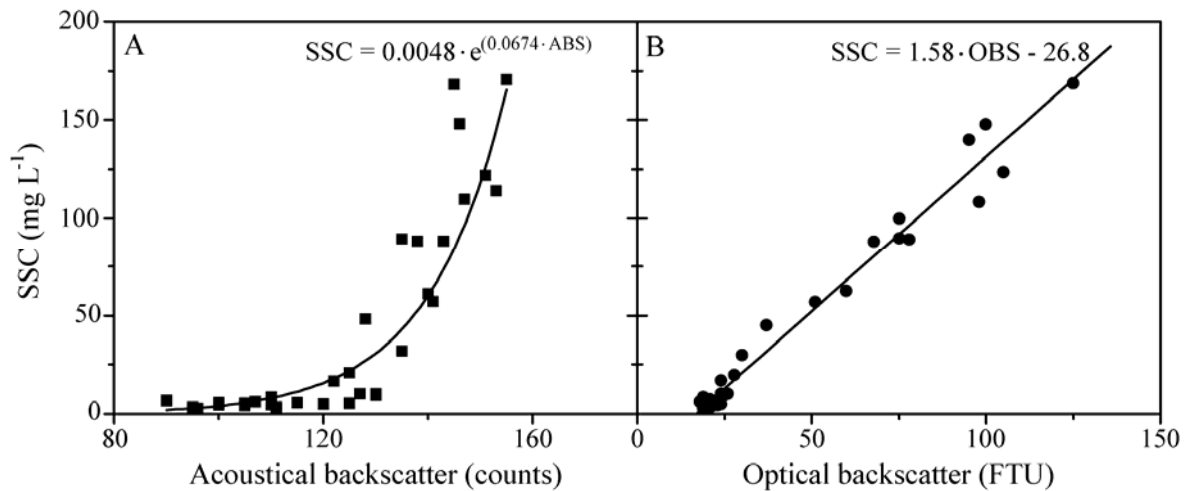 A
SSC = 0.0048·e^(0.0674·ABS)
B
SSC = 1.58·OBS - 26.8
200
150
100
50
0
SSC (mg L⁻¹)
80
120
160
0
50
100
150
Acoustical backscatter (counts)
Optical backscatter (FTU)